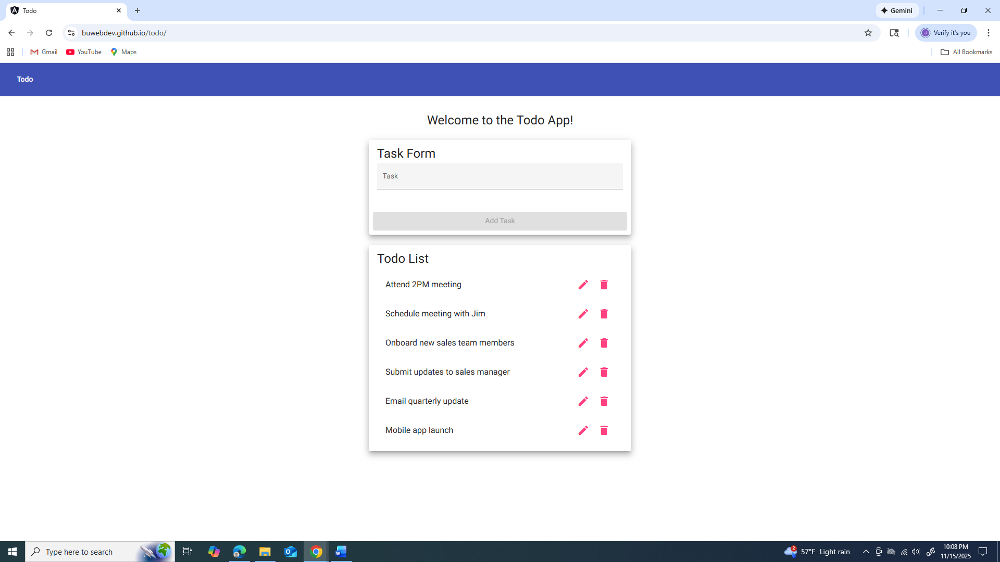 Todo
Gemini
buwebdev.github.io/todo/
J
Verify it's you
Gmail
YouTube
Maps
All Bookmarks
Todo
Welcome to the Todo App!
Task Form
Task
Add Task
Todo List
Attend 2PM meeting
Schedule meeting with Jim
Onboard new sales team members
Submit updates to sales manager
Email quarterly update
Mobile app launch
Type here to search
2
57°F Light rain
10:08 PM
11/15/2025